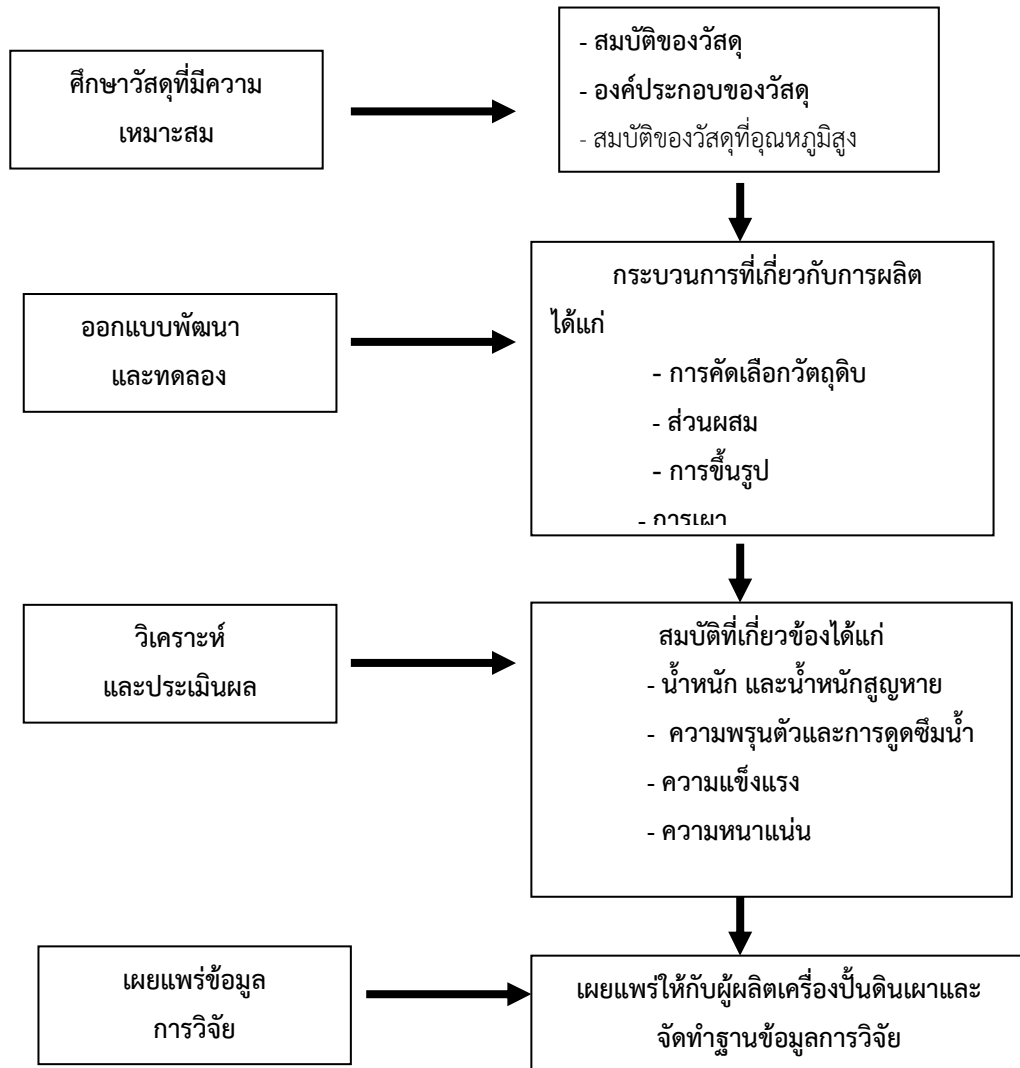 ศึกษาวัสดุที่มีความ
เหมาะสม
- สมบัติของวัสดุ
- องค์ประกอบของวัสดุ
- สมบัติของวัสดุที่อุณหภูมิสูง
ออกแบบพัฒนา
และทดลอง
กระบวนการที่เกี่ยวกับการผลิต
ได้แก่
- การคัดเลือกวัตถุดิบ
- ส่วนผสม
- การขึ้นรูป
- การเผา
วิเคราะห์
และประเมินผล
สมบัติที่เกี่ยวข้องได้แก่
- น้ำหนัก และน้ำหนักสูญหาย
- ความพรุนตัวและการดูดซึมน้ำ
- ความแข็งแรง
- ความหนาแน่น
เผยแพร่ข้อมูล
การวิจัย
เผยแพร่ให้กับผู้ผลิตเครื่องปั้นดินเผาและ
จัดทำฐานข้อมูลการวิจัย